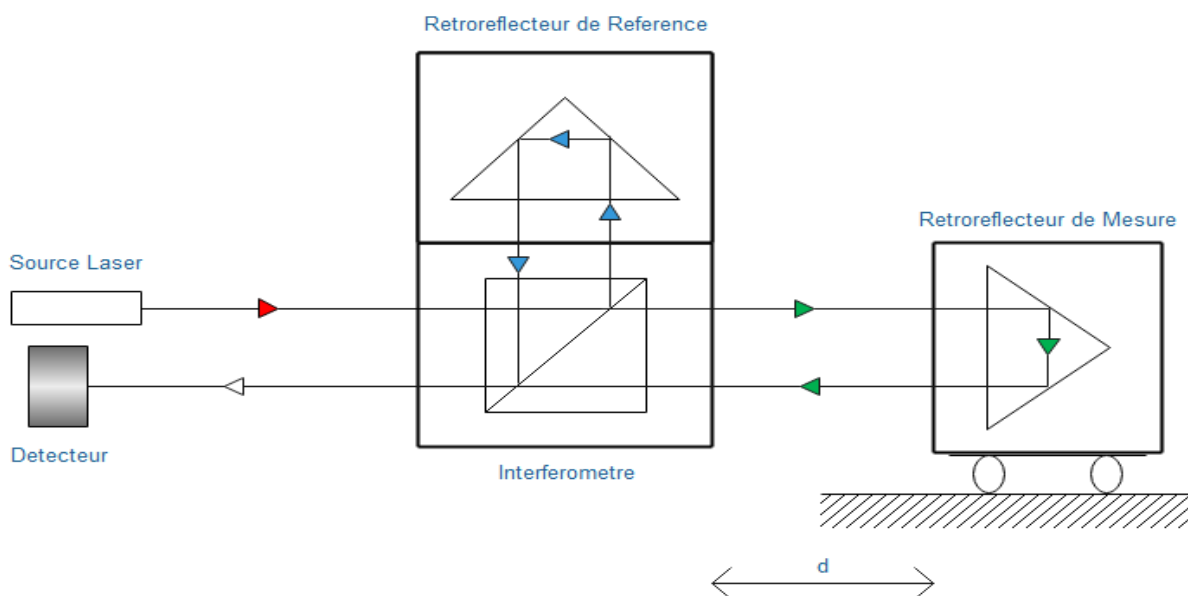 Retroreflecteur de Reference
Retroreflecteur de Mesure
Source Laser
Detecteur
Interferometre
d